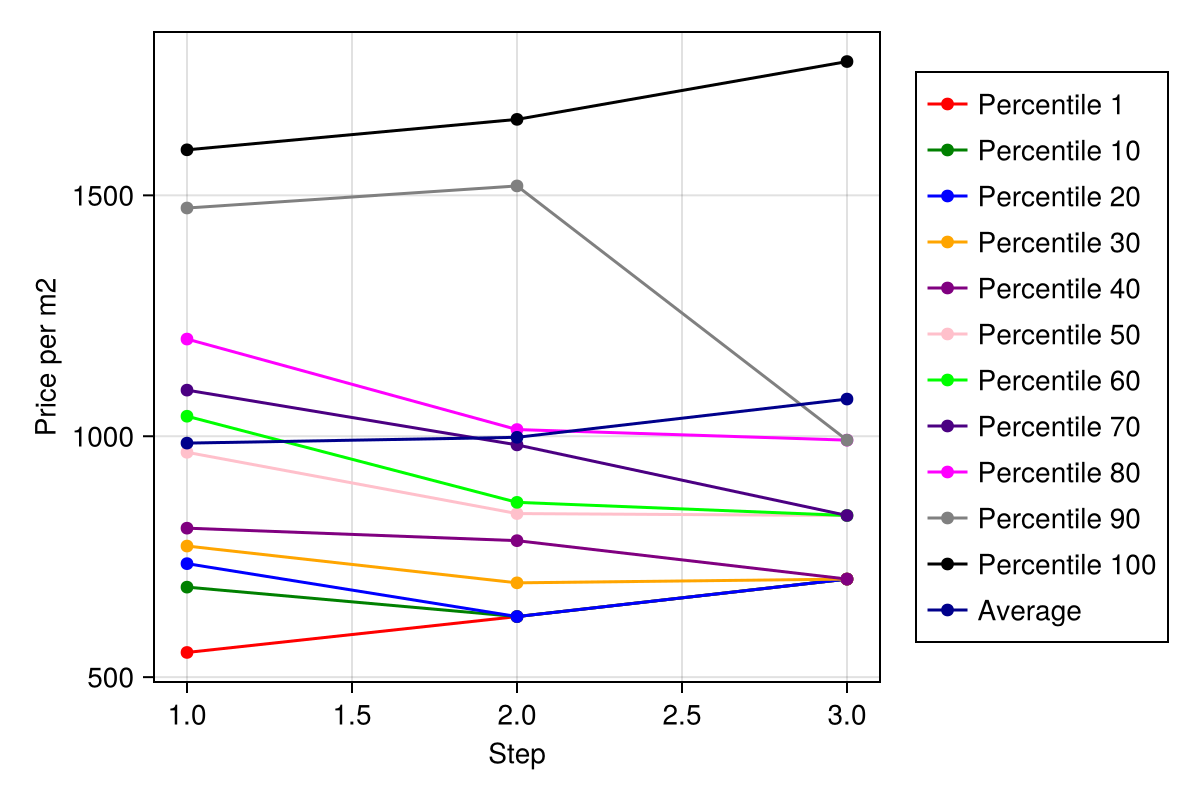 Price per m2
1500
1000
500
1.0 1.5 2.0 2.5 3.0
Step
Percentile 1
Percentile 10
Percentile 20
Percentile 30
Percentile 40
Percentile 50
Percentile 60
Percentile 70
Percentile 80
Percentile 90
Percentile 100
Average